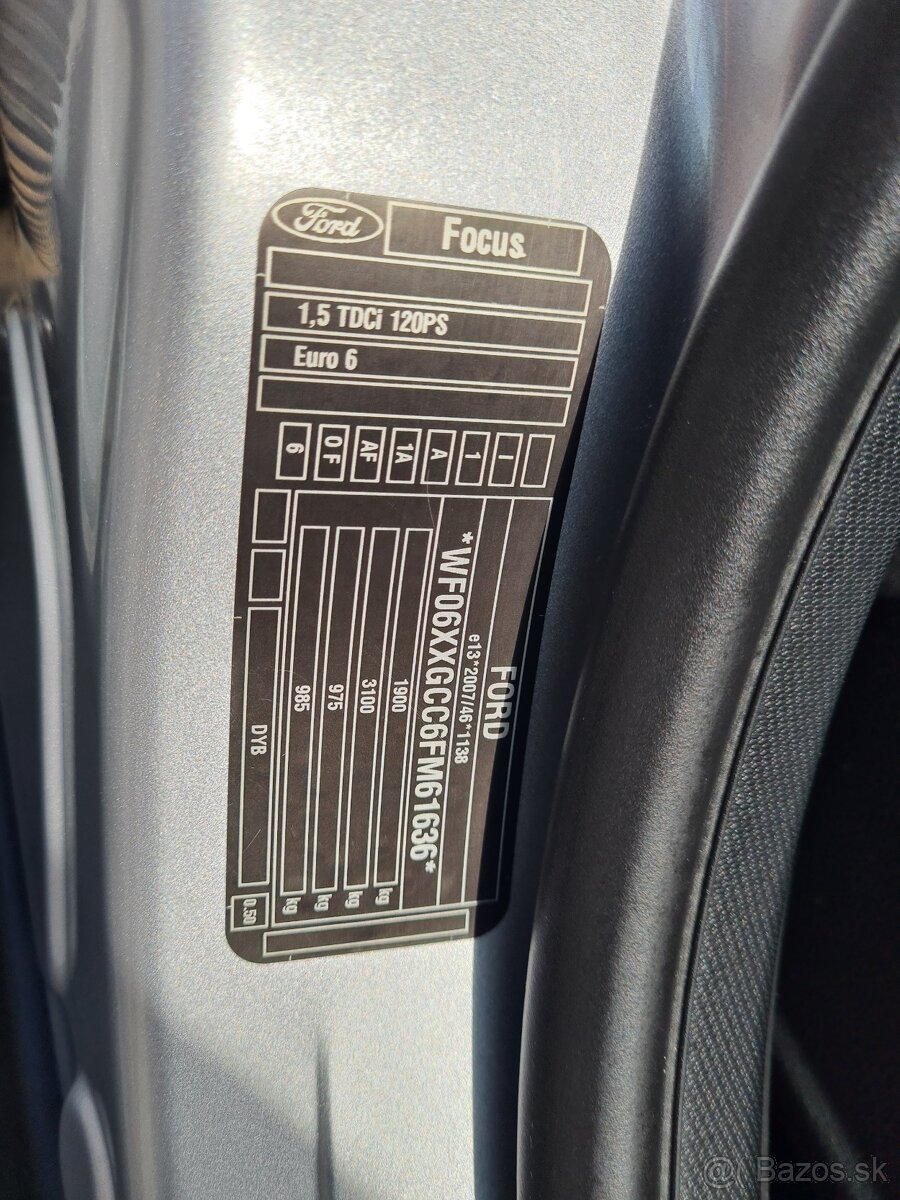 Ford
Focus
1,5 TDCi 120PS
Euro 6
6 0 F AF 1A A 1 I
FORD
e13*2007/46*1138
*WF06XXGCC6FM61636*
1900 kg
3100 kg
975 kg
985 kg
DYB 0.50
@ Bazos.sk